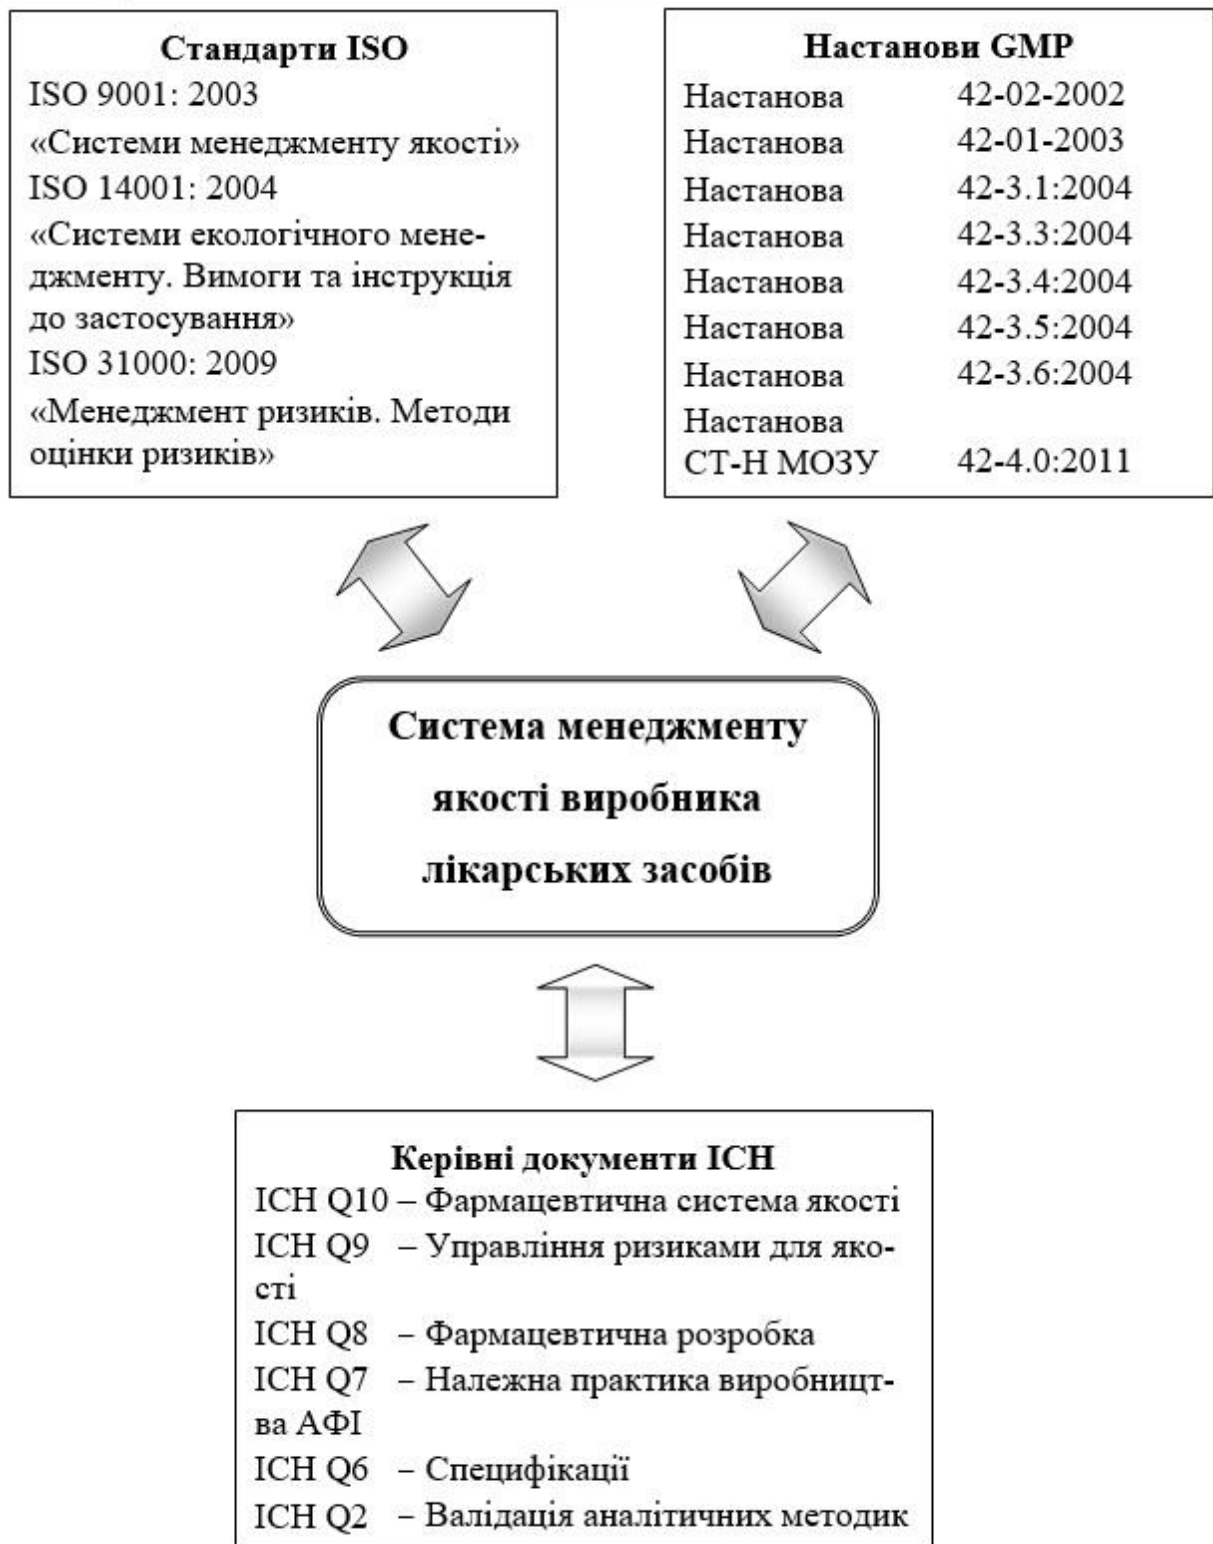 Стандарти ISO
ISO 9001: 2003
«Системи менеджменту якості»
ISO 14001: 2004
«Системи екологічного мене-
джменту. Вимоги та інструкція
до застосування»
ISO 31000: 2009
«Менеджмент ризиків. Методи
оцінки ризиків»
Настанови GMP
Настанова 42-02-2002
Настанова 42-01-2003
Настанова 42-3.1:2004
Настанова 42-3.3:2004
Настанова 42-3.4:2004
Настанова 42-3.5:2004
Настанова 42-3.6:2004
Настанова
СТ-Н МОЗУ 42-4.0:2011
Система менеджменту
якості виробника
лікарських засобів
Керівні документи ICH
ICH Q10 – Фармацевтична система якості
ICH Q9 – Управління ризиками для яко-
сті
ICH Q8 – Фармацевтична розробка
ICH Q7 – Належна практика виробницт-
ва АФІ
ICH Q6 – Специфікації
ICH Q2 – Валідація аналітичних методик